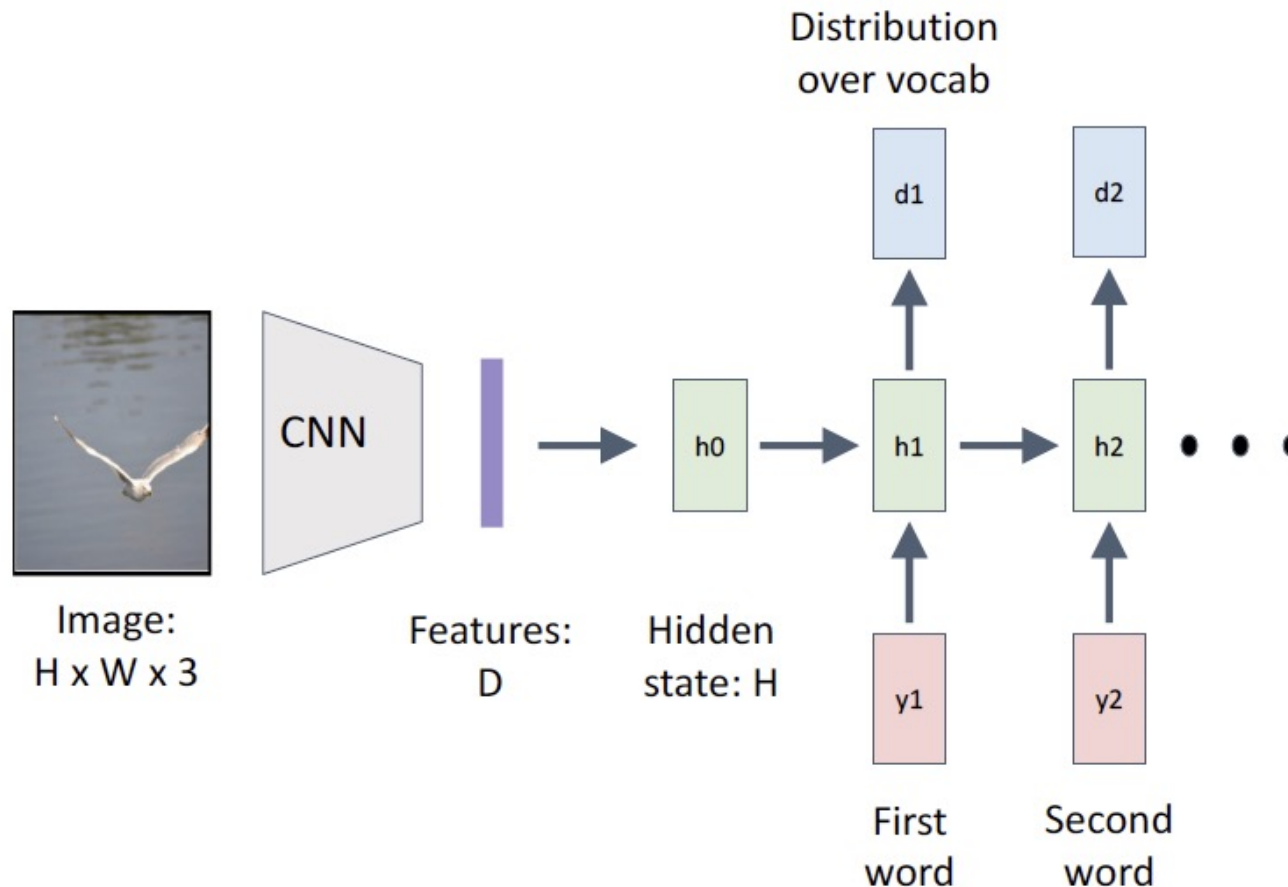 Distribution
over vocab
d1
d2
CNN
h0
h1
h2
Image:
H x W x 3
Features:
D
Hidden
state: H
y1
y2
First
word
Second
word